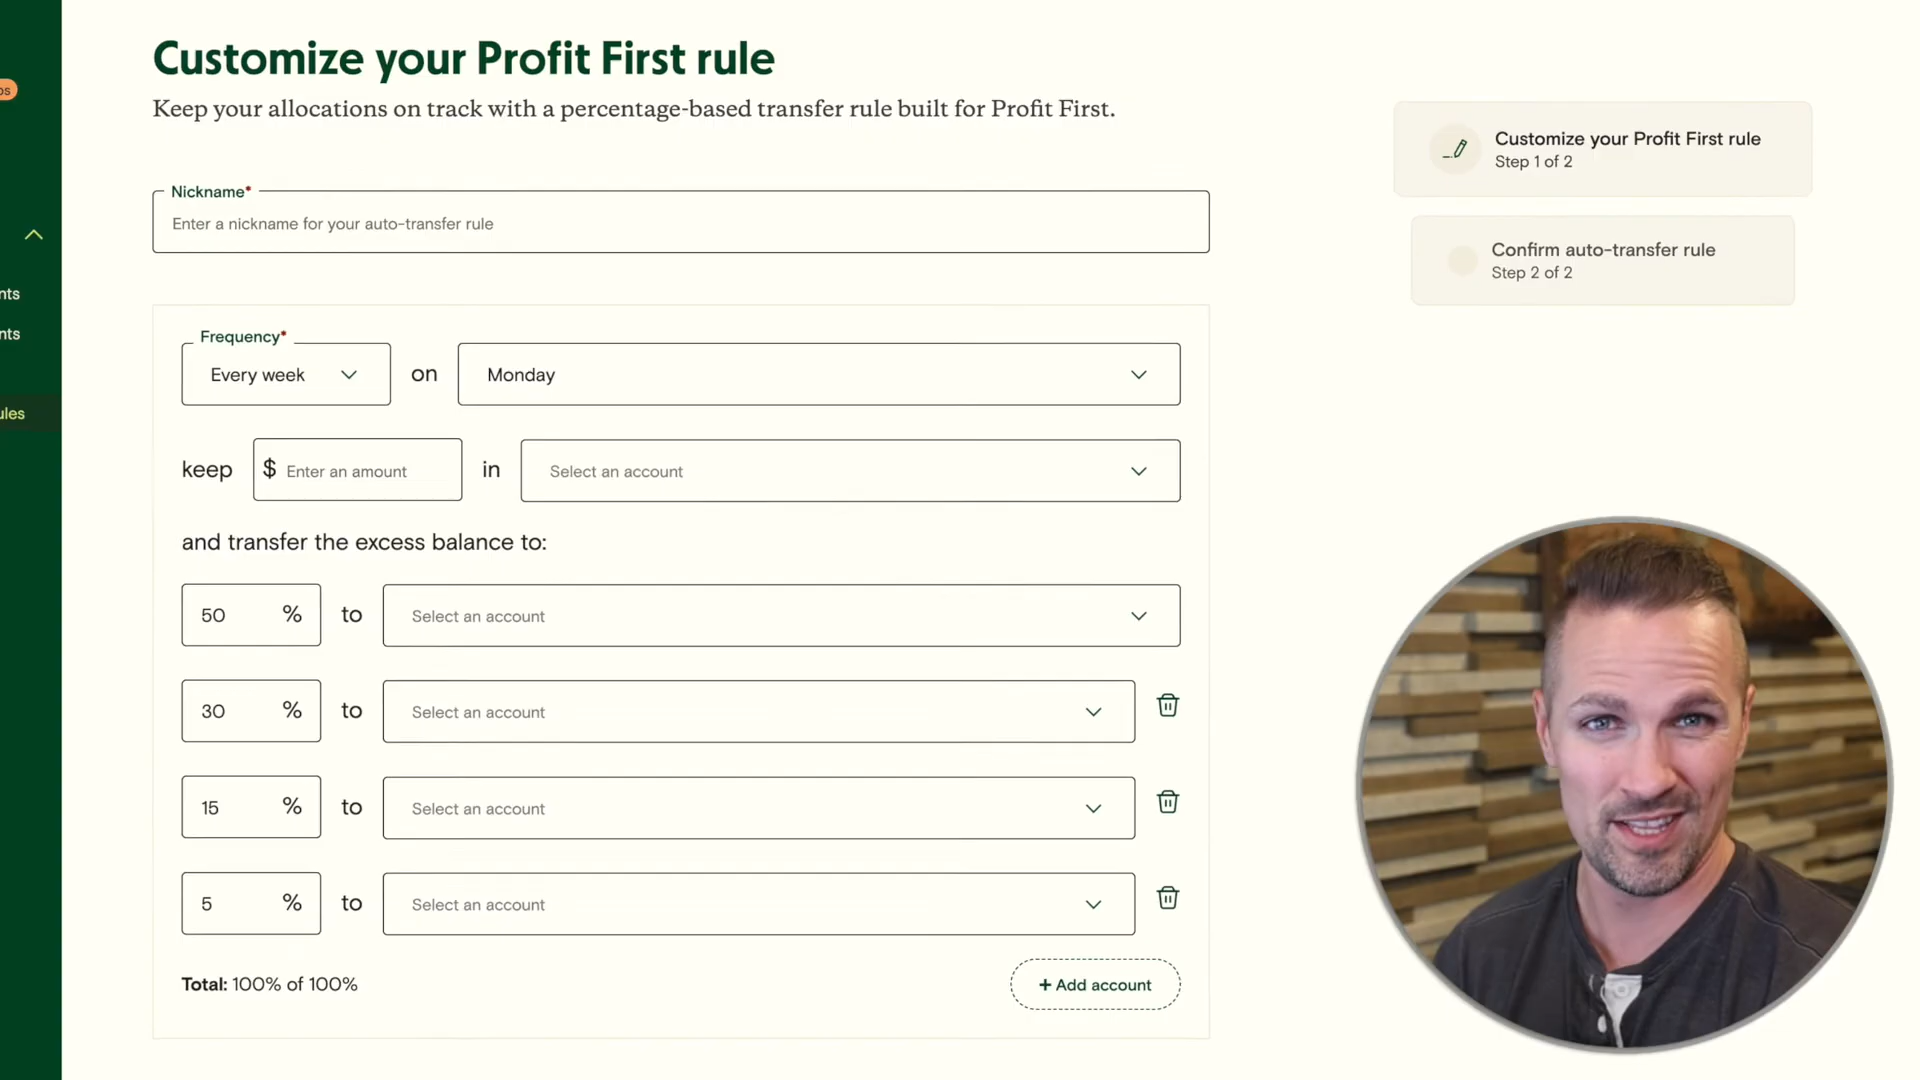 Customize your Profit First rule
Keep your allocations on track with a percentage-based transfer rule built for Profit First.
Customize your Profit First rule
Step 1 of 2
Confirm auto-transfer rule
Step 2 of 2
Nickname*
Enter a nickname for your auto-transfer rule
Frequency*
Every week on Monday
keep $ Enter an amount in Select an account
and transfer the excess balance to:
50 % to Select an account
30 % to Select an account
15 % to Select an account
5 % to Select an account
Total: 100% of 100%
+ Add account